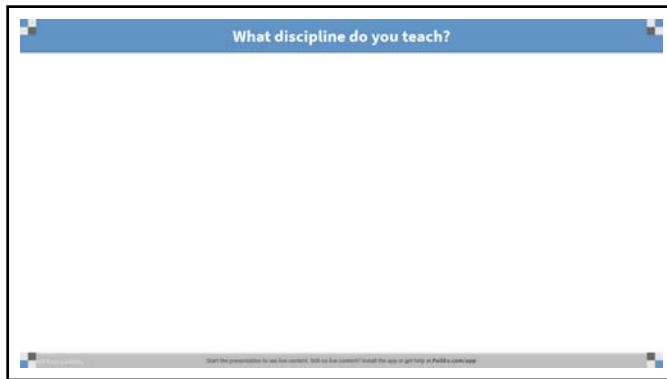 What discipline do you teach?
Start the presentation to see live content. Still no live content? Install the app or get help at PollEv.com/app